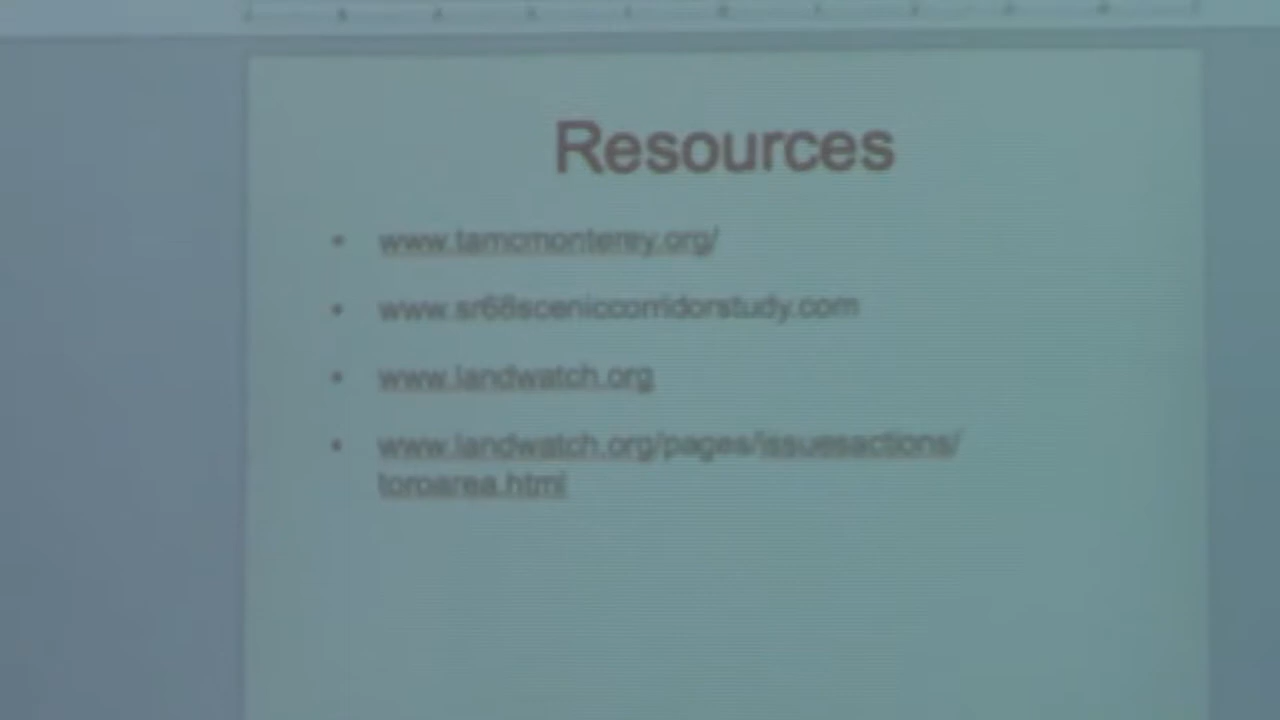 Resources
• www.tamcmonterey.org/
• www.sr68sceniccorridorstudy.com
• www.landwatch.org
• www.landwatch.org/pages/issuesactions/
toroarea.html